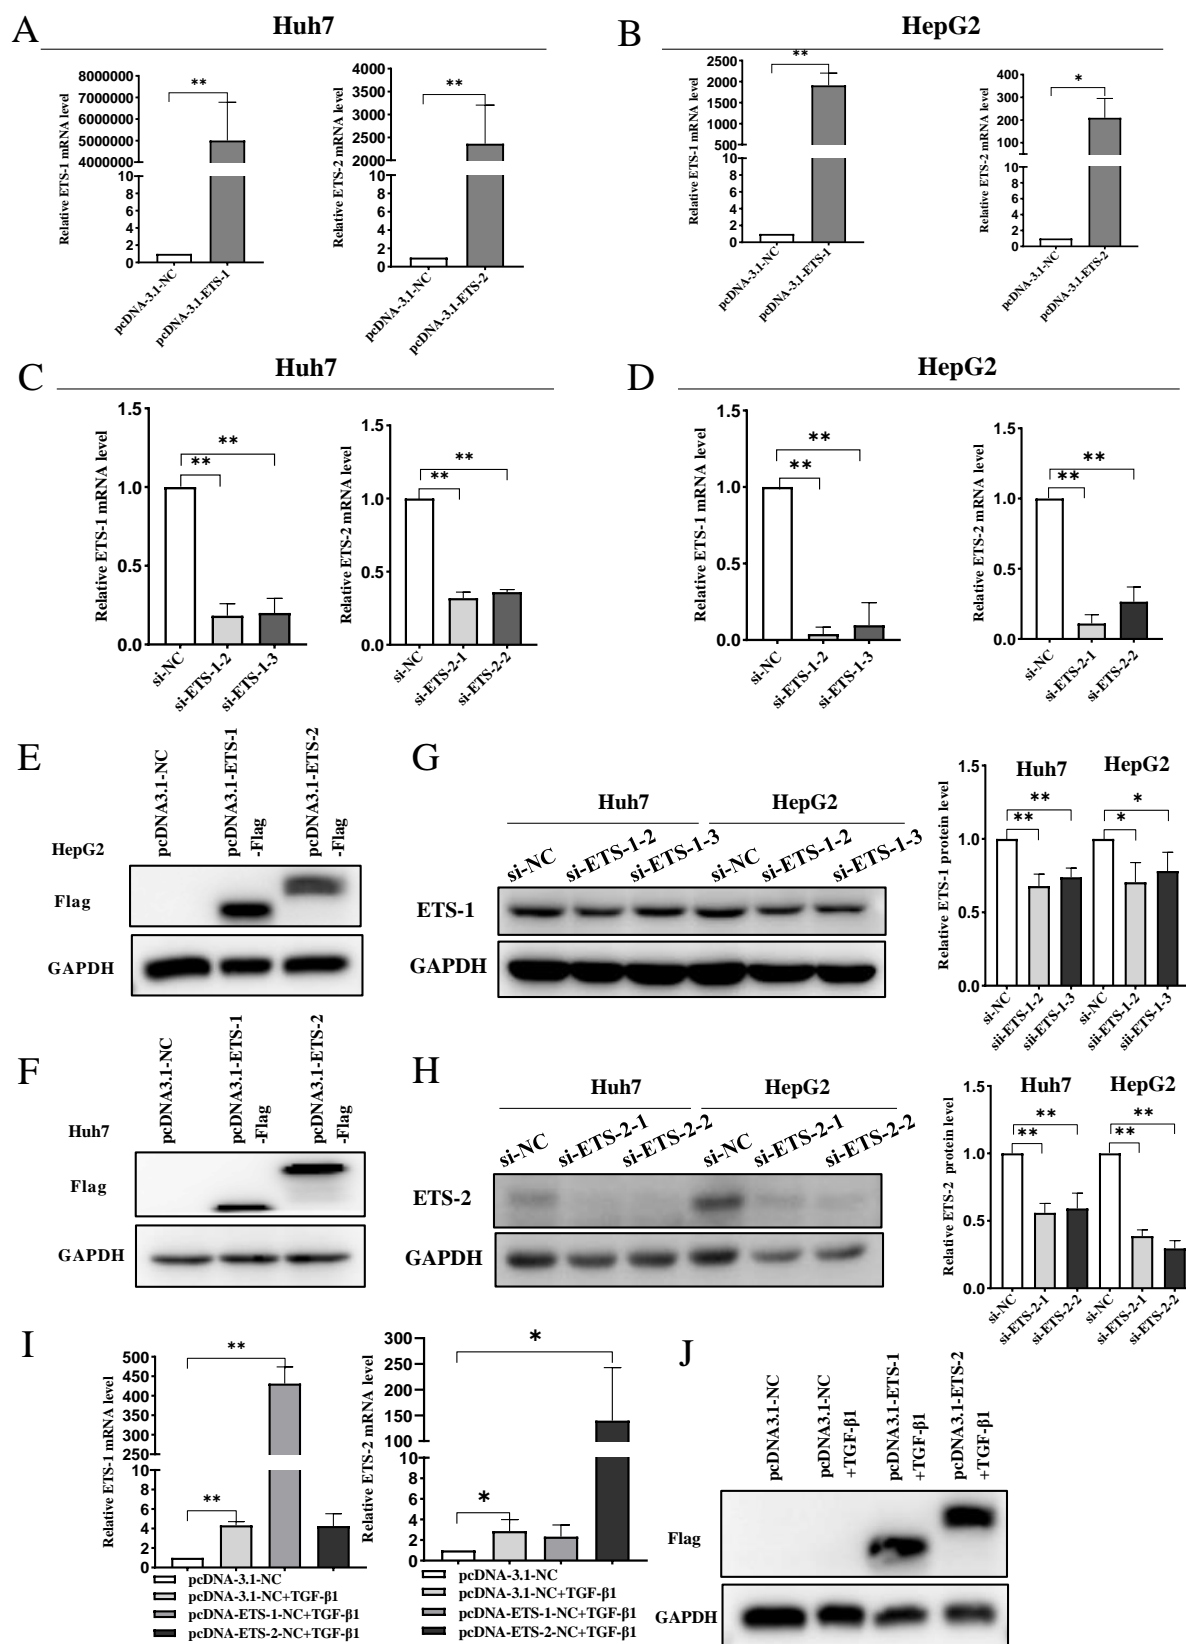 A
Huh7
Relative ETS-1 mRNA level
8000000
7000000
6000000
5000000
4000000
10
8
6
4
2
0
**
pcDNA-3.1-NC
pcDNA-3.1-ETS-1
Relative ETS-2 mRNA level
4000
3500
3000
2500
2000
10
8
6
4
2
0
**
pcDNA-3.1-NC
pcDNA-3.1-ETS-2
B
HepG2
Relative ETS-1 mRNA level
2500
2000
1500
1000
500
10
8
6
4
2
0
**
pcDNA-3.1-NC
pcDNA-3.1-ETS-1
Relative ETS-2 mRNA level
400
300
200
100
0
10
8
6
4
2
0
*
pcDNA-3.1-NC
pcDNA-3.1-ETS-2
C
Huh7
Relative ETS-1 mRNA level
1.5
1.0
0.5
0.0
**
**
si-NC
si-ETS-1-2
si-ETS-1-3
Relative ETS-2 mRNA level
1.5
1.0
0.5
0.0
**
**
si-NC
si-ETS-2-1
si-ETS-2-2
D
HepG2
Relative ETS-1 mRNA level
1.5
1.0
0.5
0.0
**
**
si-NC
si-ETS-1-2
si-ETS-1-3
Relative ETS-2 mRNA level
1.5
1.0
0.5
0.0
**
**
si-NC
si-ETS-2-1
si-ETS-2-2
E
HepG2
pcDNA3.1-NC
pcDNA3.1-ETS-1
-Flag
pcDNA3.1-ETS-2
-Flag
Flag
GAPDH
F
Huh7
pcDNA3.1-NC
pcDNA3.1-ETS-1
-Flag
pcDNA3.1-ETS-2
-Flag
Flag
GAPDH
G
Huh7
HepG2
si-NC
si-ETS-1-2
si-ETS-1-3
si-NC
si-ETS-1-2
si-ETS-1-3
ETS-1
GAPDH
Relative ETS-1 protein level
1.5
1.0
0.5
0.0
Huh7
HepG2
**
**
*
*
si-NC
sii-ETS-1-2
sii-ETS-1-3
si-NC
sii-ETS-1-2
sii-ETS-1-3
H
Huh7
HepG2
si-NC
si-ETS-2-1
si-ETS-2-2
si-NC
si-ETS-2-1
si-ETS-2-2
ETS-2
GAPDH
Relative ETS-2 protein level
1.5
1.0
0.5
0.0
Huh7
HepG2
**
**
**
**
si-NC
si-ETS-2-1
si-ETS-2-2
si-NC
si-ETS-2-1
si-ETS-2-2
I
Relative ETS-1 mRNA level
500
450
400
350
300
250
10
8
6
4
2
0
**
**
pcDNA-3.1-NC
pcDNA-3.1-NC+TGF-β1
pcDNA-ETS-1-NC+TGF-β1
pcDNA-ETS-2-NC+TGF-β1
Relative ETS-2 mRNA level
300
250
200
150
100
10
8
6
4
2
0
*
*
pcDNA-3.1-NC
pcDNA-3.1-NC+TGF-β1
pcDNA-ETS-1-NC+TGF-β1
pcDNA-ETS-2-NC+TGF-β1
J
pcDNA3.1-NC
pcDNA3.1-NC
+TGF-β1
pcDNA3.1-ETS-1
+TGF-β1
pcDNA3.1-ETS-2
+TGF-β1
Flag
GAPDH